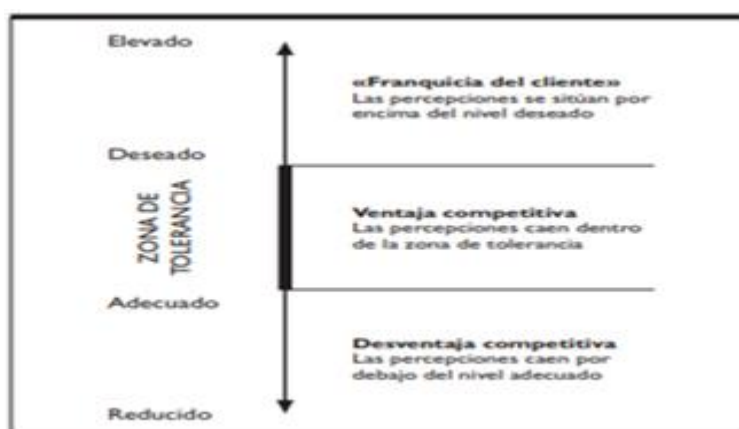 Elevado
«Franquicia del cliente»
Las percepciones se sitúan por
encima del nivel deseado
Deseado
ZONA DE
TOLERANCIA
Ventaja competitiva
Las percepciones caen dentro
de la zona de tolerancia
Adecuado
Desventaja competitiva
Las percepciones caen por
debajo del nivel adecuado
Reducido